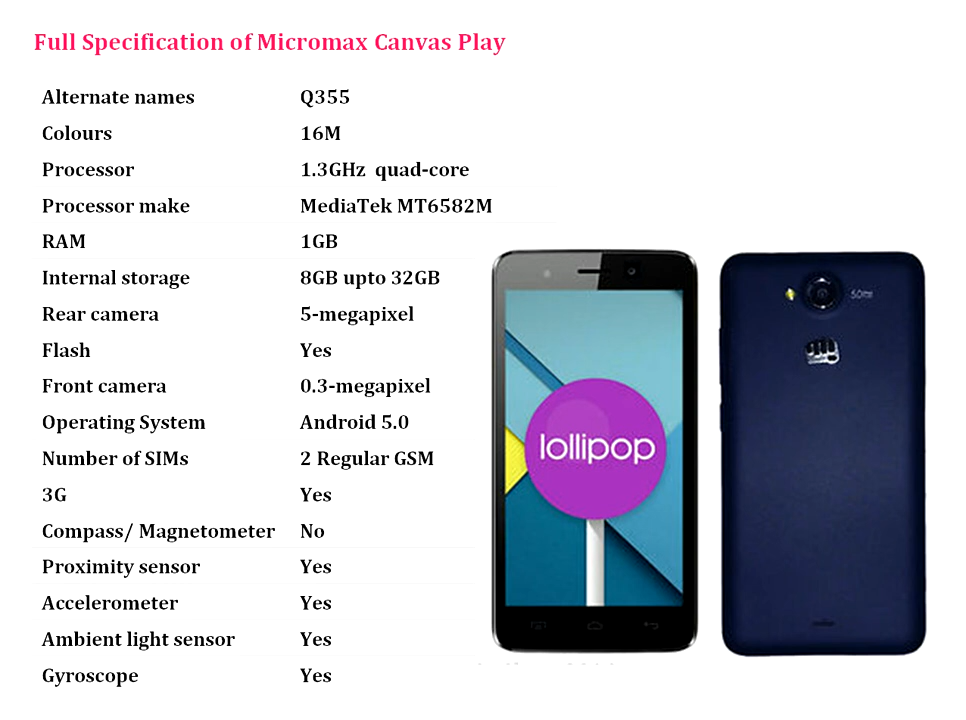 Full Specification of Micromax Canvas Play
Alternate names Q355
Colours 16M
Processor 1.3GHz quad-core
Processor make MediaTek MT6582M
RAM 1GB
Internal storage 8GB upto 32GB
Rear camera 5-megapixel
Flash Yes
Front camera 0.3-megapixel
Operating System Android 5.0
Number of SIMs 2 Regular GSM
3G Yes
Compass/ Magnetometer No
Proximity sensor Yes
Accelerometer Yes
Ambient light sensor Yes
Gyroscope Yes
lollipop